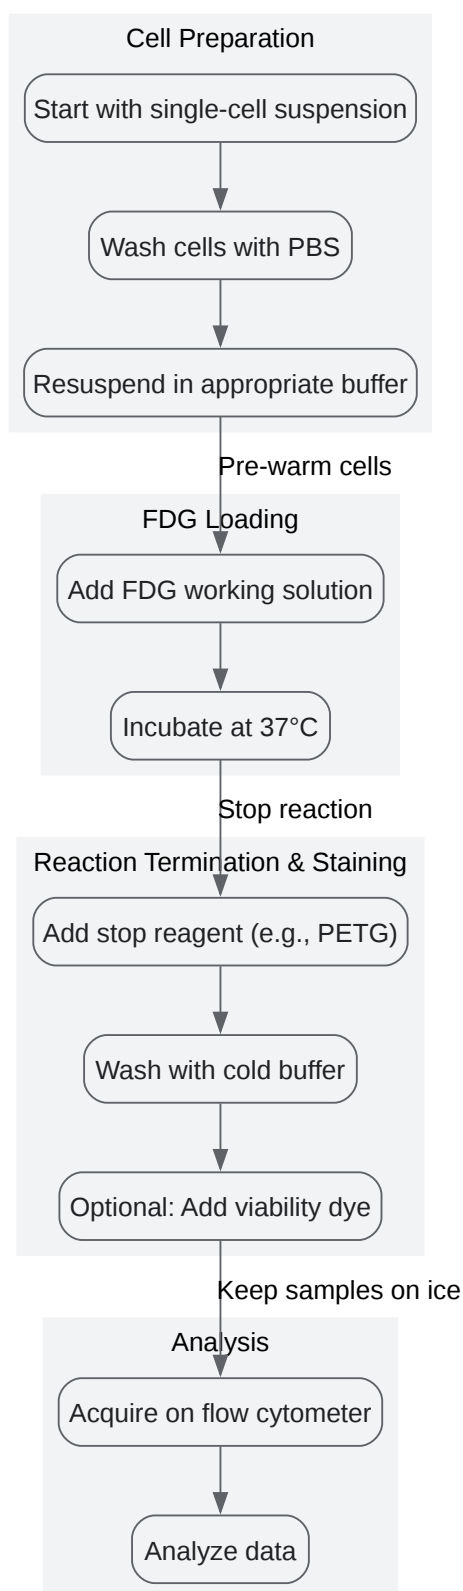 Cell Preparation
Start with single-cell suspension
Wash cells with PBS
Resuspend in appropriate buffer
Pre-warm cells
FDG Loading
Add FDG working solution
Incubate at 37°C
Stop reaction
Reaction Termination & Staining
Add stop reagent (e.g., PETG)
Wash with cold buffer
Optional: Add viability dye
Keep samples on ice
Analysis
Acquire on flow cytometer
Analyze data